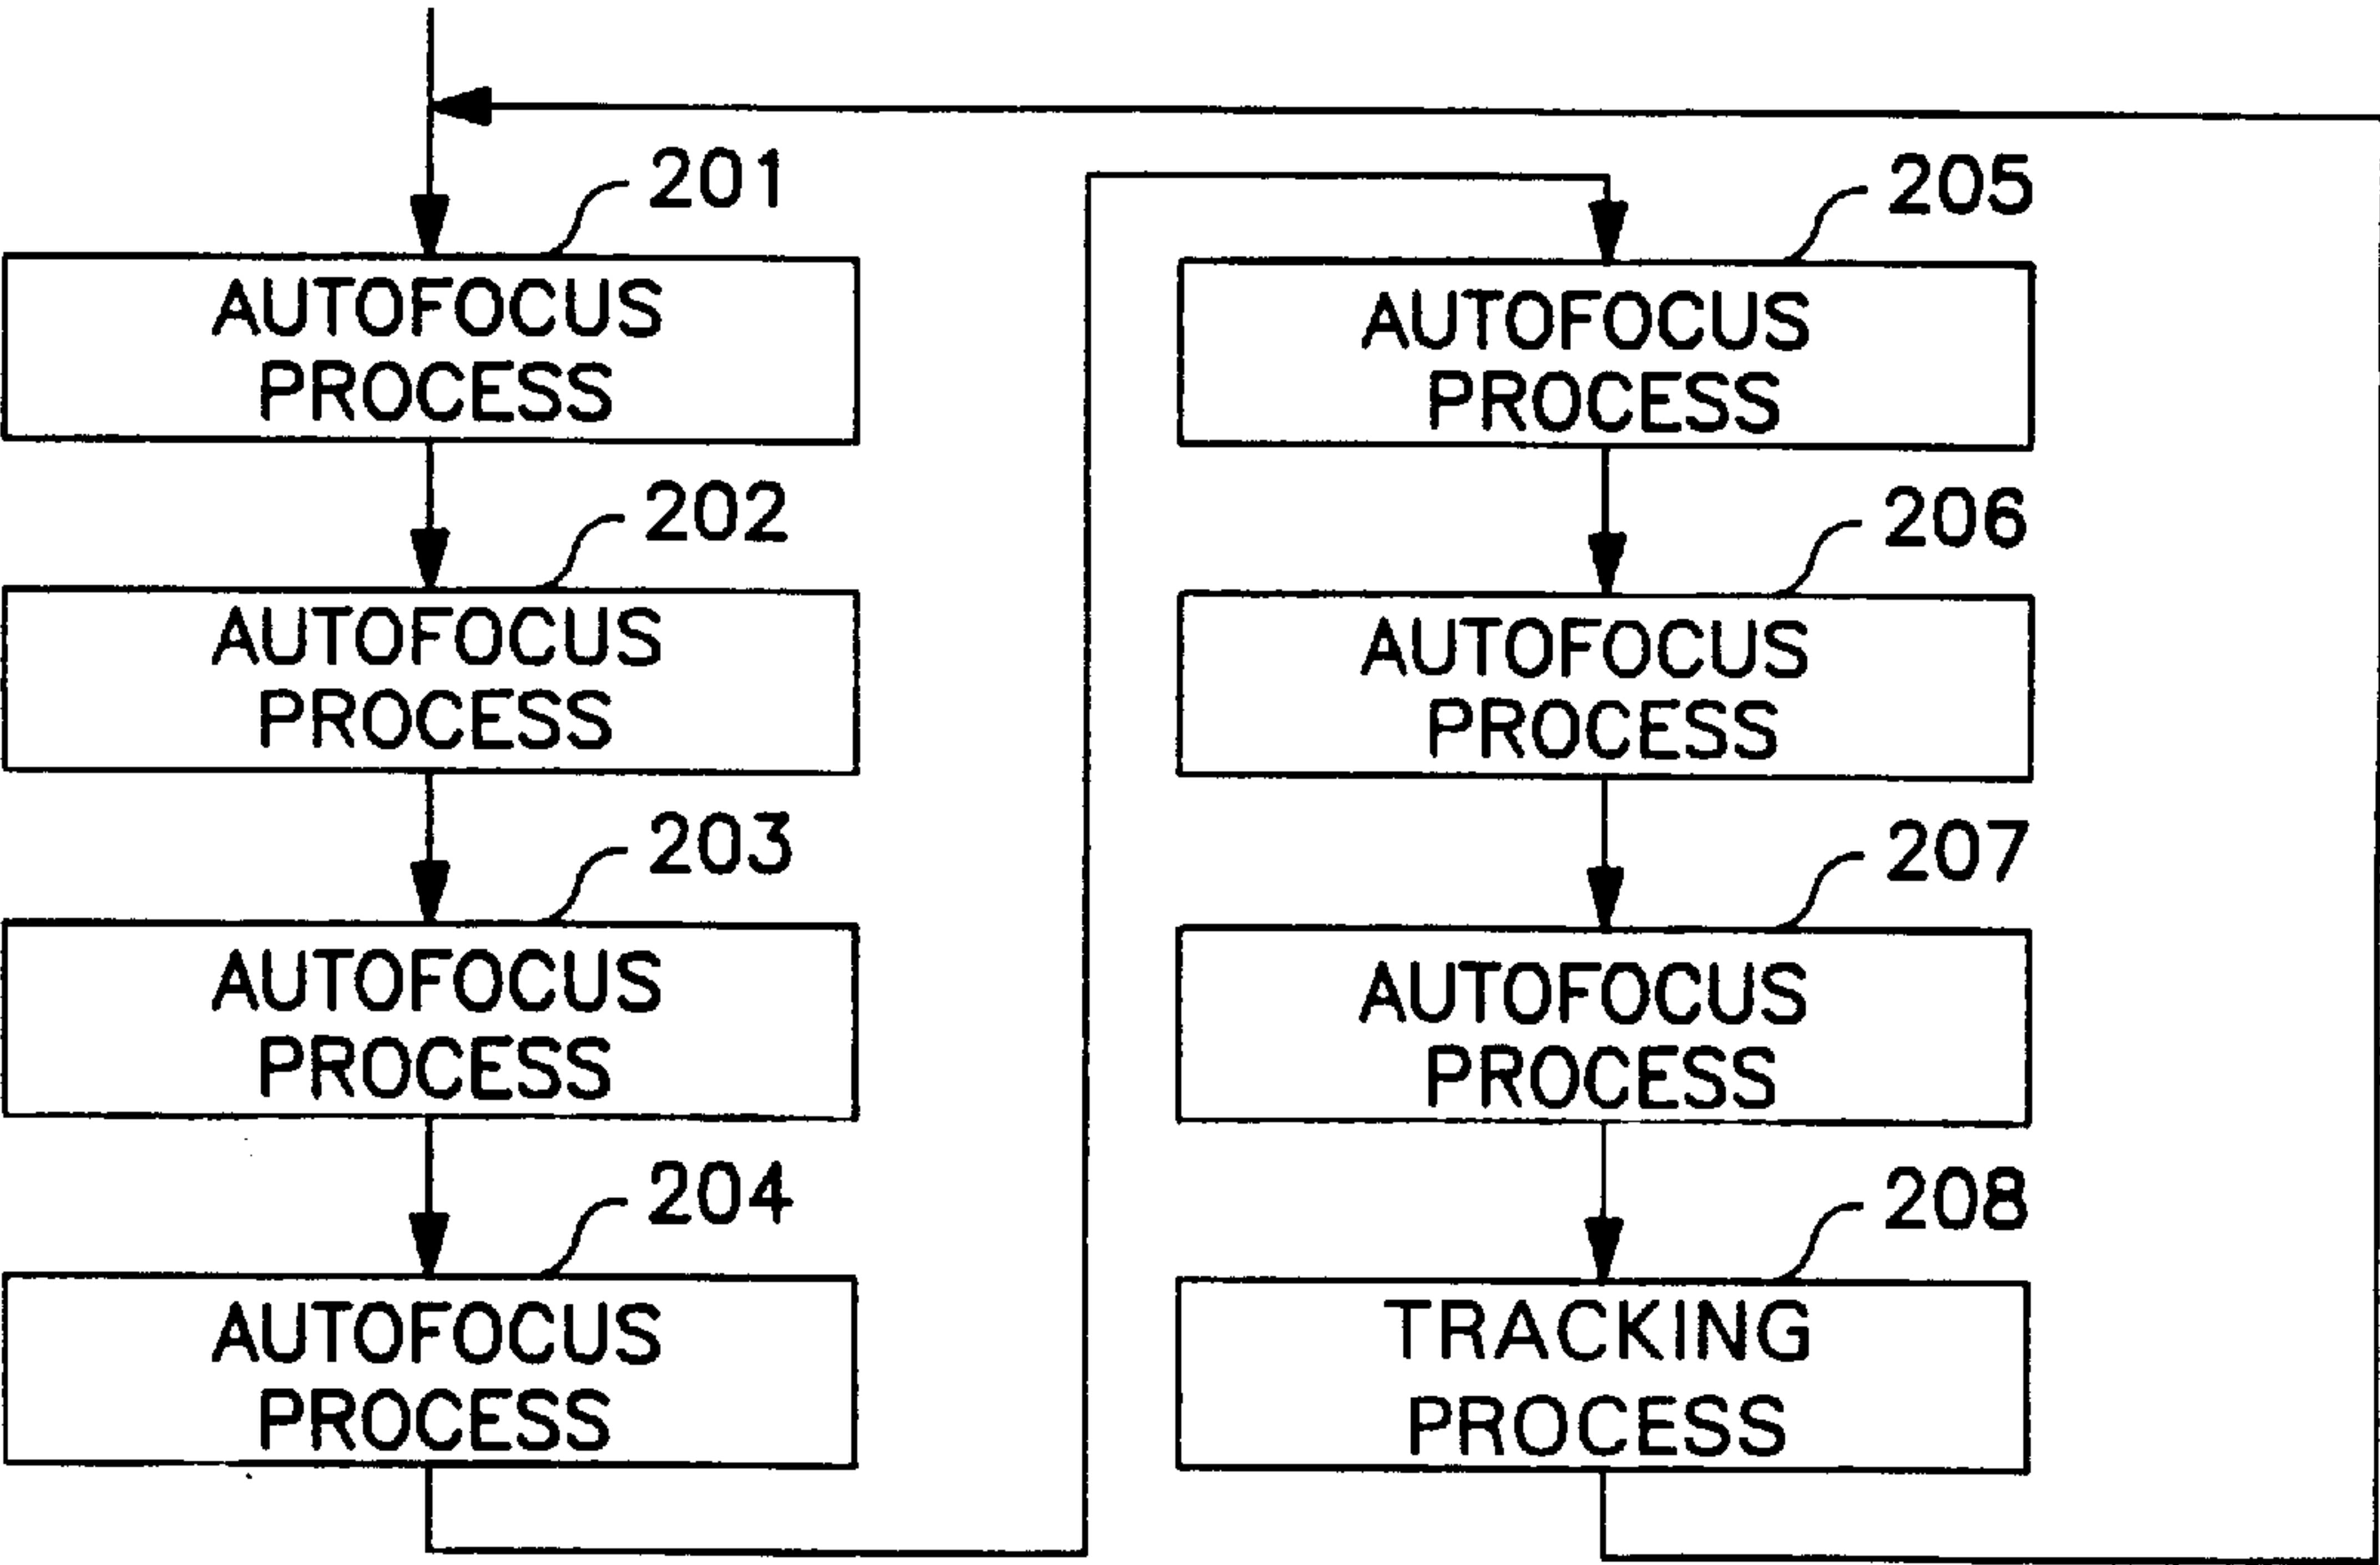 201
AUTOFOCUS
PROCESS
202
AUTOFOCUS
PROCESS
203
AUTOFOCUS
PROCESS
204
AUTOFOCUS
PROCESS
205
AUTOFOCUS
PROCESS
206
AUTOFOCUS
PROCESS
207
AUTOFOCUS
PROCESS
208
TRACKING
PROCESS